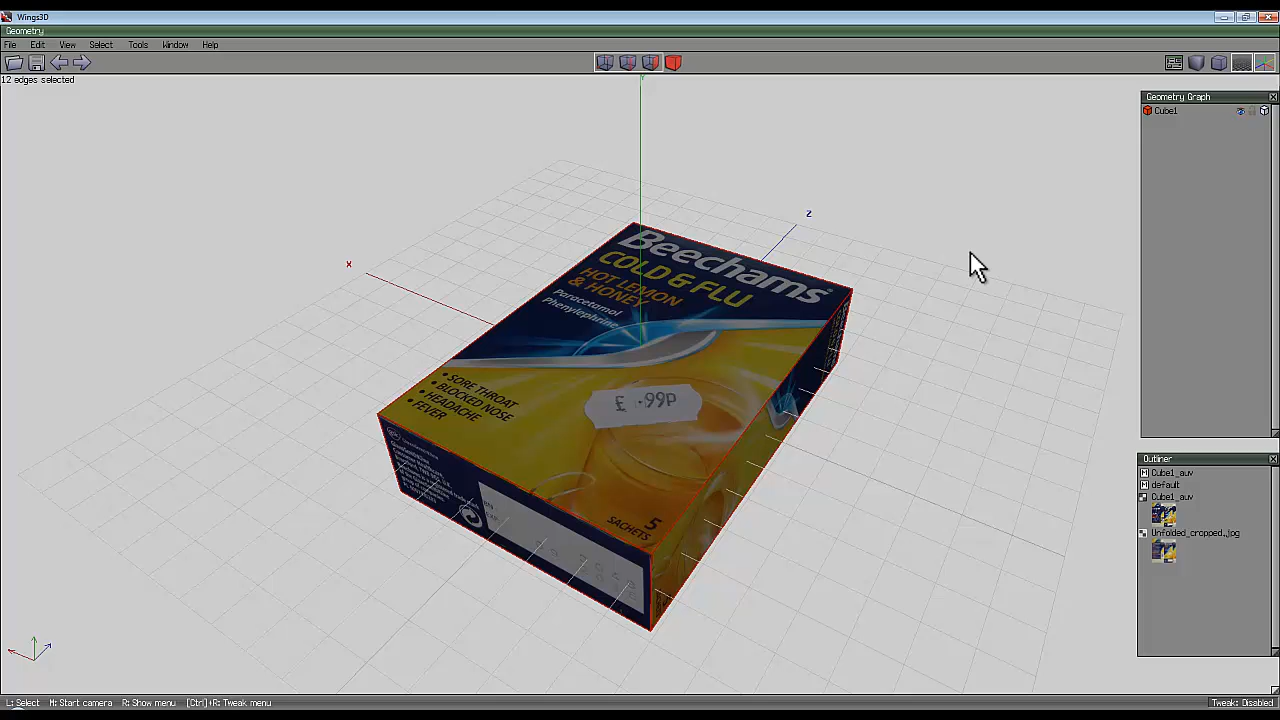 Wings3D
Geometry
File Edit View Select Tools Window Help
12 edges selected
Geometry Graph
Cube1
Y
Z
X
Beechams
COLD & FLU
HOT LEMON
& HONEY
Paracetamol
Phenylephrine
• SORE THROAT
• BLOCKED NOSE
• HEADACHE
• FEVER
£ .99P
5
SACHETS
Outliner
Cube1_auv
default
Cube1_auv
Unfolded_cropped.jpg
L: Select M: Start camera R: Show menu [Ctrl]+R: Tweak menu
Tweak: Disabled